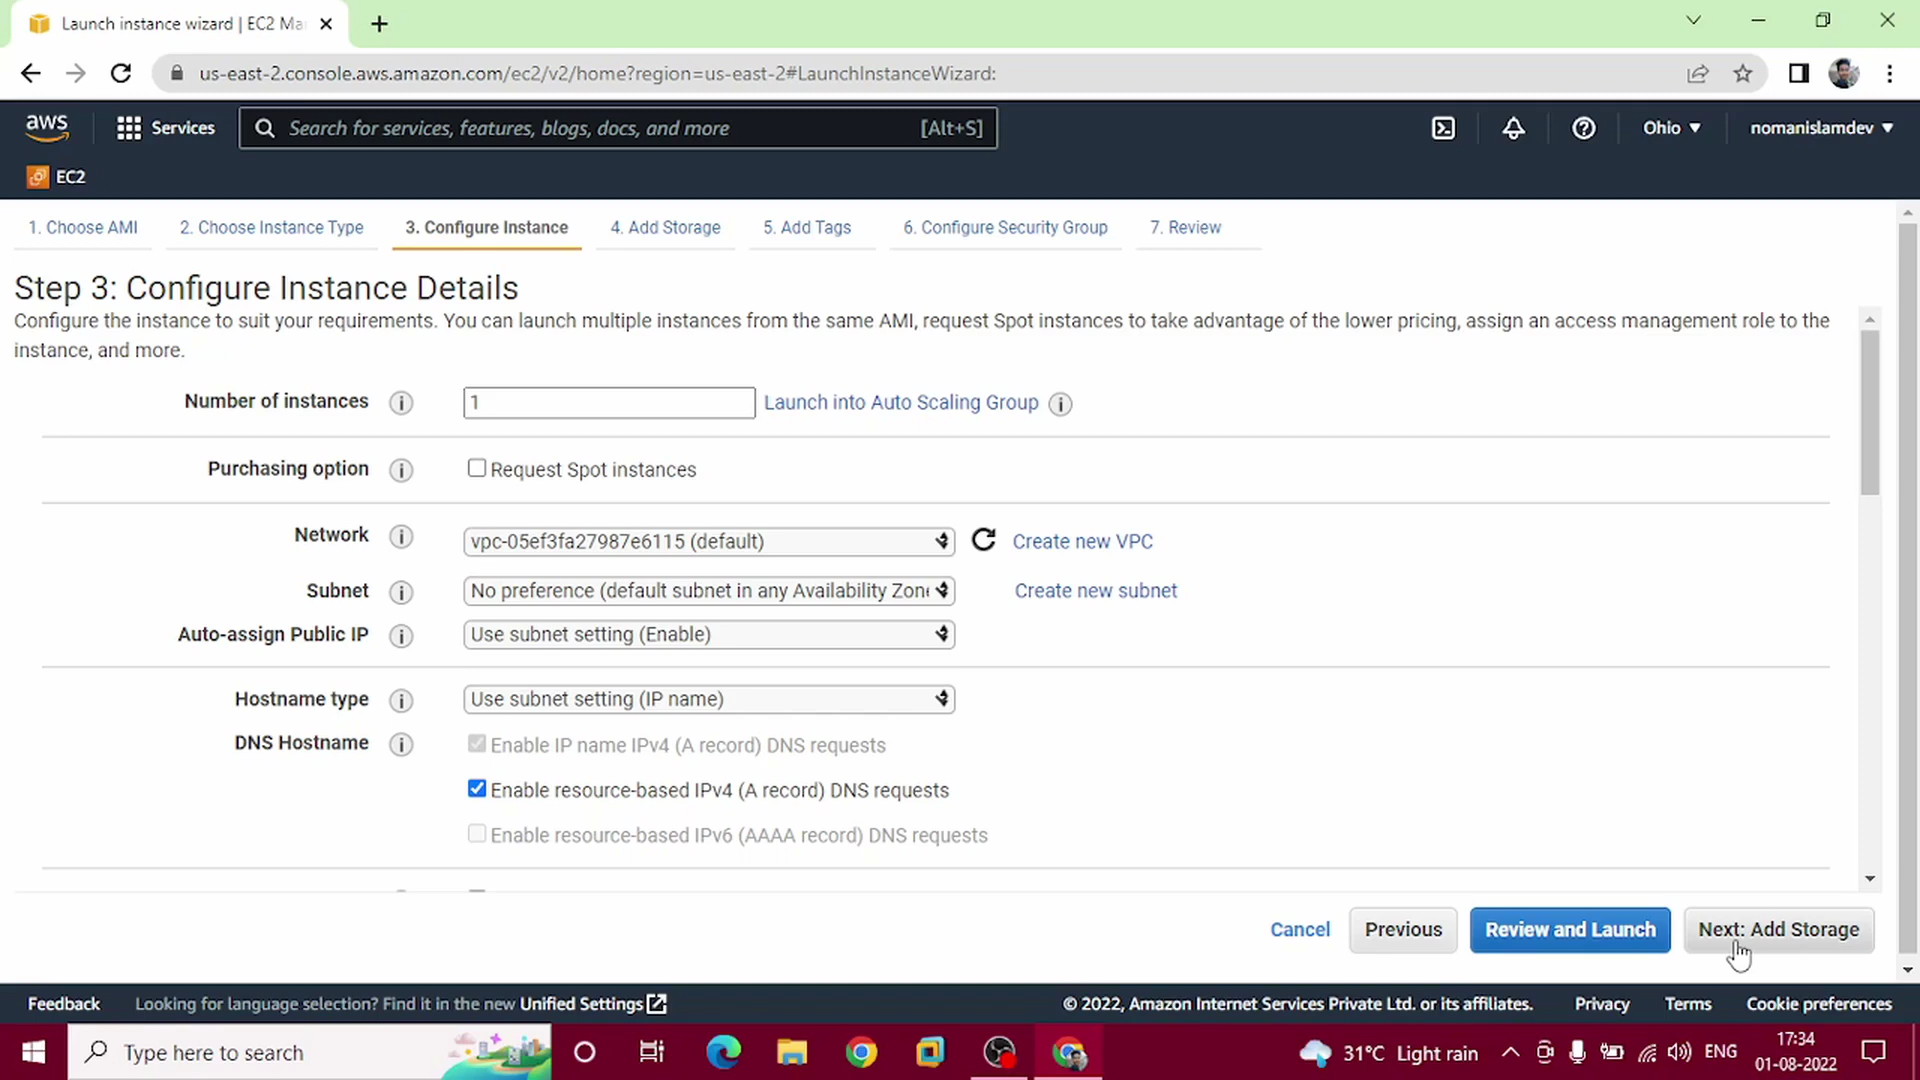 Launch instance wizard | EC2 Ma
us-east-2.console.aws.amazon.com/ec2/v2/home?region=us-east-2#LaunchInstanceWizard:
aws
Services
Search for services, features, blogs, docs, and more
[Alt+S]
Ohio
nomanislamdev
EC2
1. Choose AMI
2. Choose Instance Type
3. Configure Instance
4. Add Storage
5. Add Tags
6. Configure Security Group
7. Review
Step 3: Configure Instance Details
Configure the instance to suit your requirements. You can launch multiple instances from the same AMI, request Spot instances to take advantage of the lower pricing, assign an access management role to the
instance, and more.
Number of instances
1
Launch into Auto Scaling Group
Purchasing option
Request Spot instances
Network
vpc-05ef3fa27987e6115 (default)
Create new VPC
Subnet
No preference (default subnet in any Availability Zone
Create new subnet
Auto-assign Public IP
Use subnet setting (Enable)
Hostname type
Use subnet setting (IP name)
DNS Hostname
Enable IP name IPv4 (A record) DNS requests
Enable resource-based IPv4 (A record) DNS requests
Enable resource-based IPv6 (AAAA record) DNS requests
Cancel
Previous
Review and Launch
Next: Add Storage
Feedback
Looking for language selection? Find it in the new Unified Settings
© 2022, Amazon Internet Services Private Ltd. or its affiliates.
Privacy
Terms
Cookie preferences
Type here to search
31°C Light rain
ENG
17:34
01-08-2022